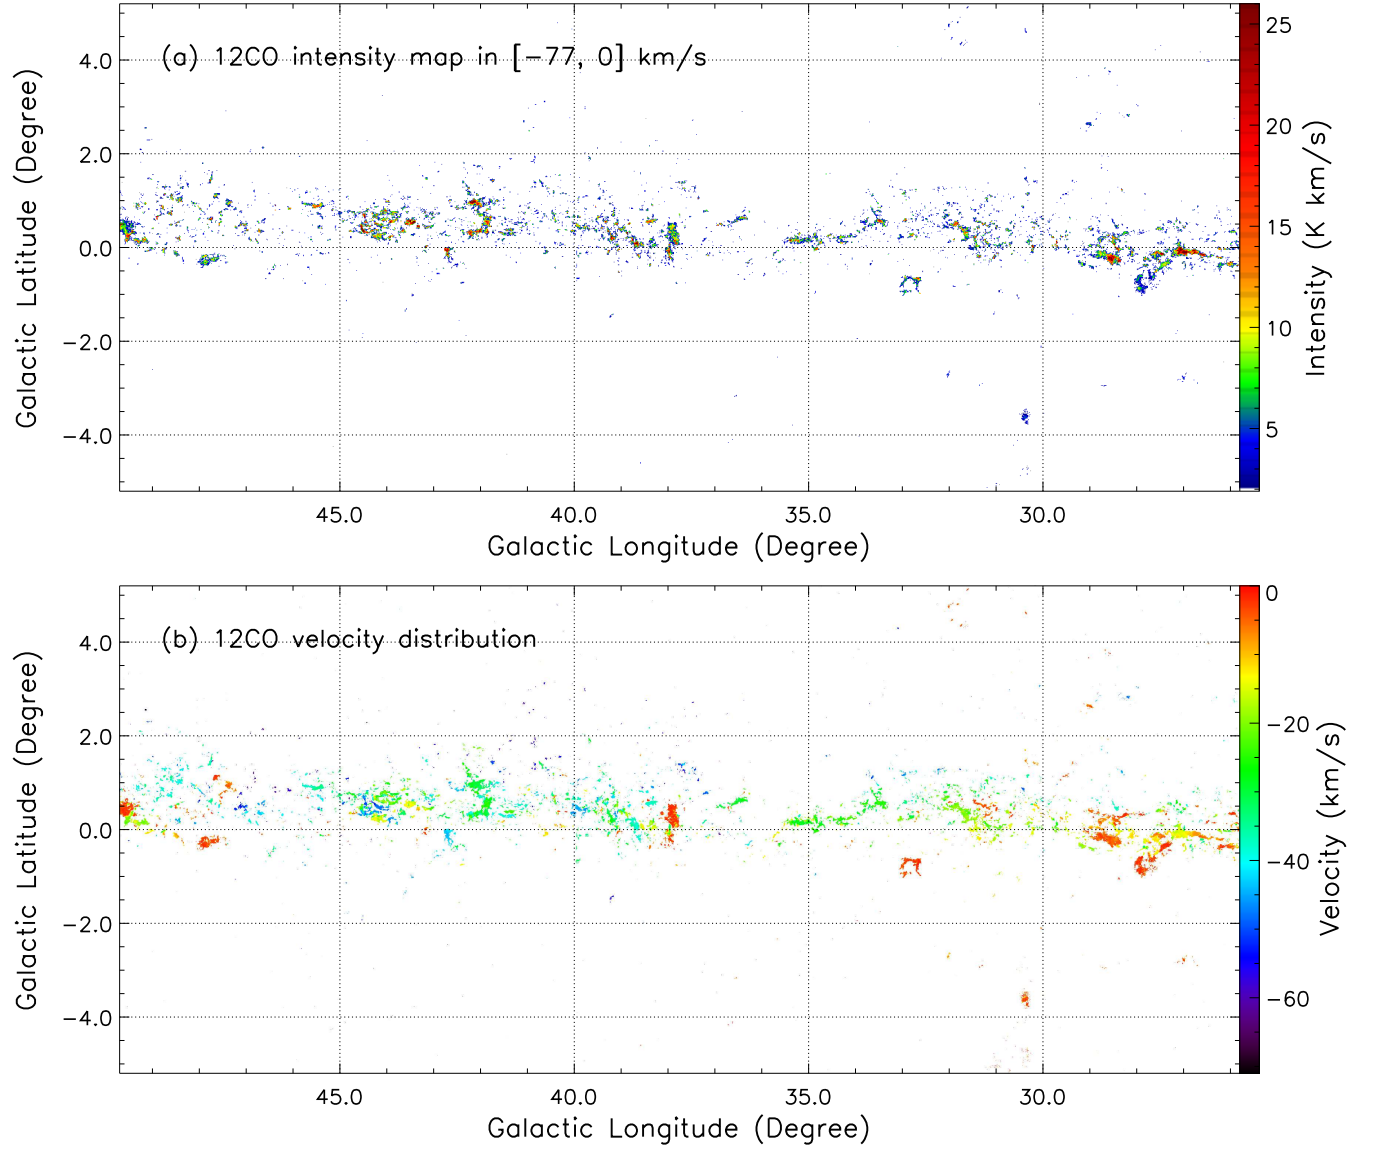 (a) 12CO intensity map in [−77, 0] km/s
Galactic Latitude (Degree)
4.0
2.0
0.0
−2.0
−4.0
45.0 40.0 35.0 30.0
Galactic Longitude (Degree)
25
20
15
10
5
Intensity (K km/s)
(b) 12CO velocity distribution
Galactic Latitude (Degree)
4.0
2.0
0.0
−2.0
−4.0
45.0 40.0 35.0 30.0
Galactic Longitude (Degree)
0
−20
−40
−60
Velocity (km/s)